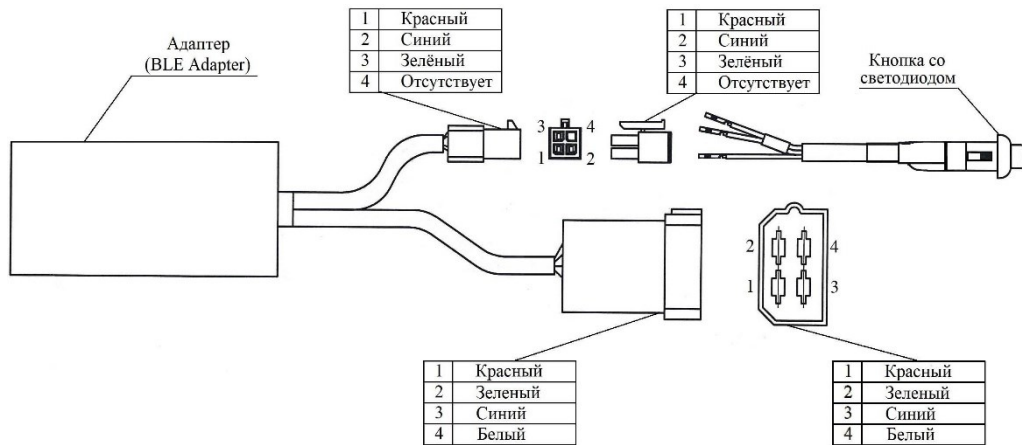 1 Красный
2 Синий
3 Зелёный
4 Отсутствует
1 Красный
2 Синий
3 Зелёный
4 Отсутствует
Адаптер
(BLE Adapter)
Кнопка со
светодиодом
3 4
1 2
2 4
1 3
1 Красный
2 Зеленый
3 Синий
4 Белый
1 Красный
2 Зеленый
3 Синий
4 Белый